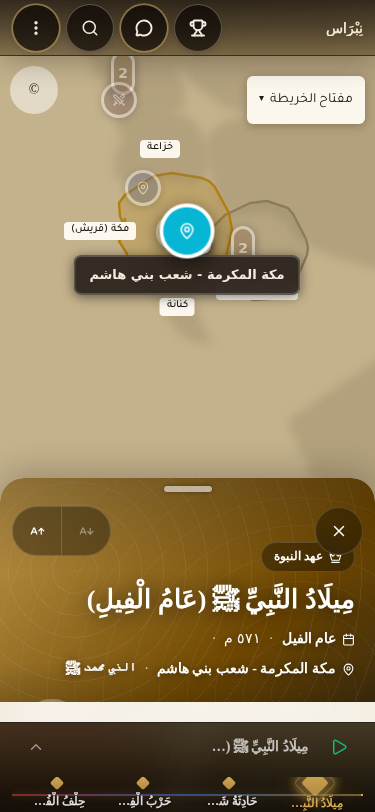 نِبْرَاس
مفتاح الخريطة ▾
©
2
خزاعة
مكة (قريش)
2
مكة المكرمة - شعب بني هاشم
كنانة
A↑ A↓
عهد النبوة
مِيلَادُ النَّبِيِّ ﷺ (عَامُ الْفِيلِ)
عام الفيل · ٥٧١ م ·
مكة المكرمة - شعب بني هاشم · النبي محمد ﷺ
مِيلَادُ النَّبِيِّ ﷺ (...
مِيلَادُ النَّبِ... حَادِثَةُ شَ... حَرْبُ الْفِ... حِلْفُ الْفُ...